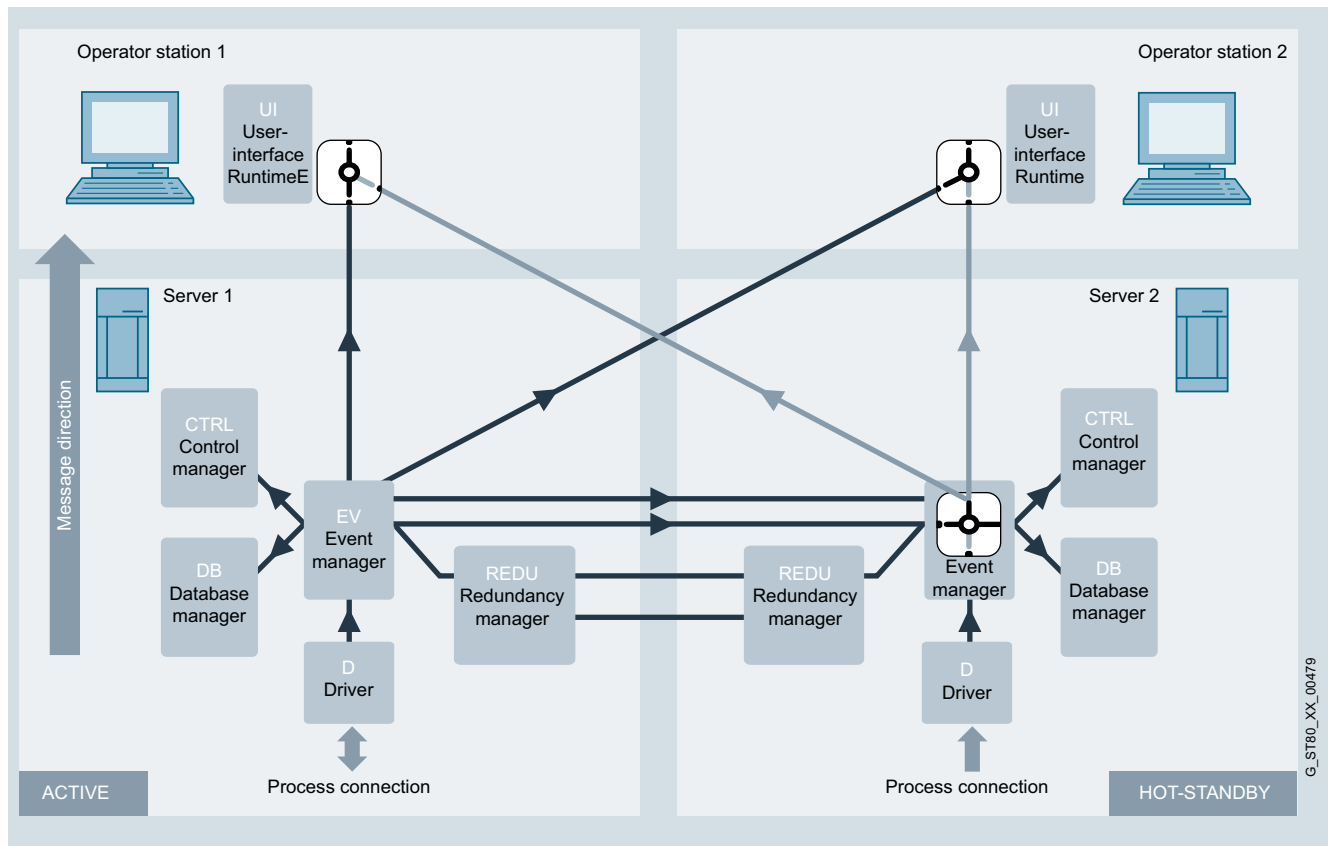 Operator station 1
Operator station 2
UI
User-
interface
RuntimeE
UI
User-
interface
Runtime
Server 1
Server 2
Message direction
CTRL
Control
manager
DB
Database
manager
EV
Event
manager
REDU
Redundancy
manager
REDU
Redundancy
manager
Event
manager
CTRL
Control
manager
DB
Database
manager
D
Driver
D
Driver
Process connection
Process connection
ACTIVE
HOT-STANDBY
G_ST80_XX_00479